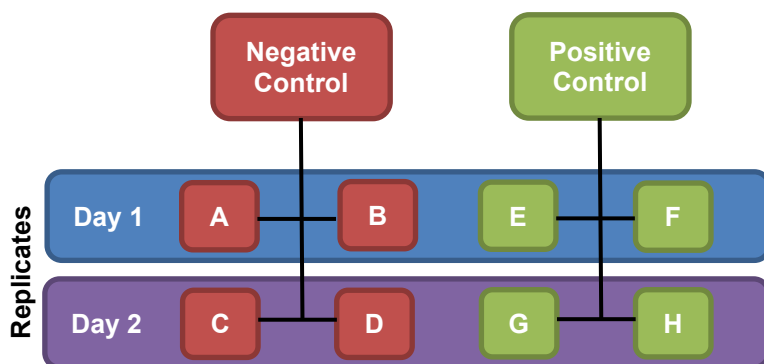 Negative
Control
Positive
Control
Replicates
Day 1
A
B
E
F
Day 2
C
D
G
H